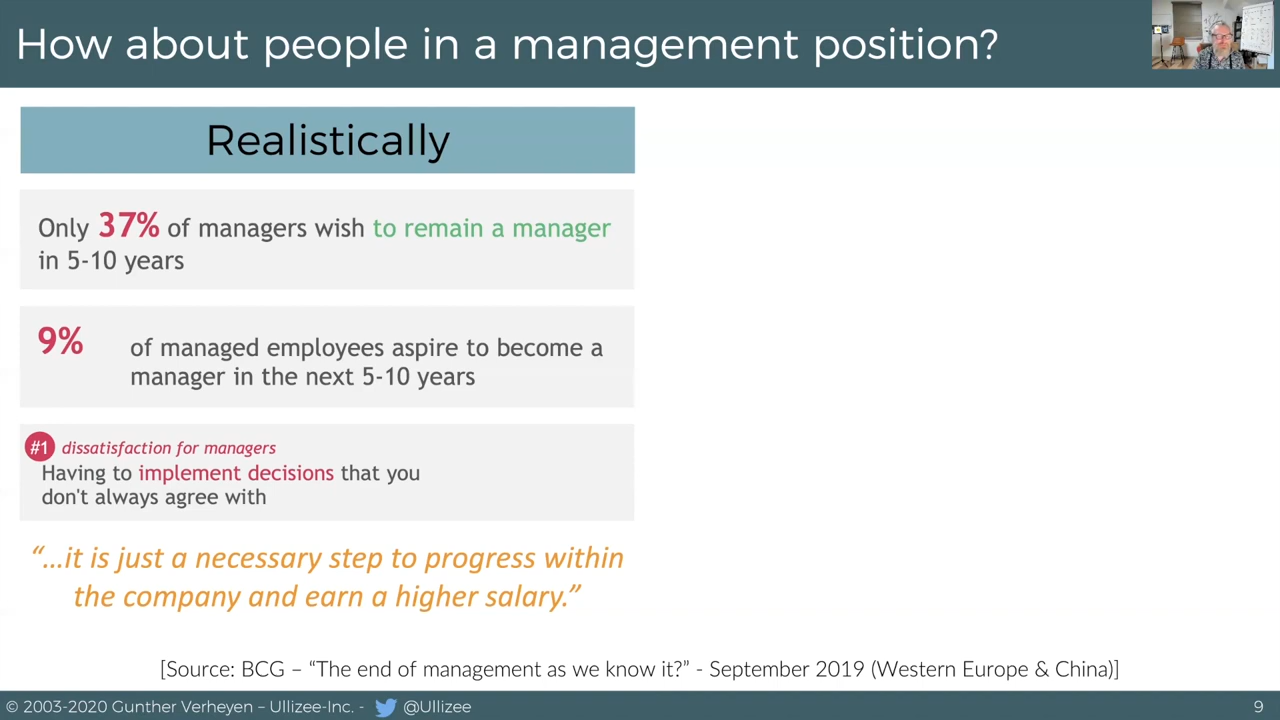 How about people in a management position?
Realistically
Only 37% of managers wish to remain a manager
in 5-10 years
9% of managed employees aspire to become a
manager in the next 5-10 years
#1 dissatisfaction for managers
Having to implement decisions that you
don't always agree with
“…it is just a necessary step to progress within
the company and earn a higher salary.”
[Source: BCG – “The end of management as we know it?” - September 2019 (Western Europe & China)]
© 2003-2020 Gunther Verheyen – Ullizee-Inc. - @Ullizee 9